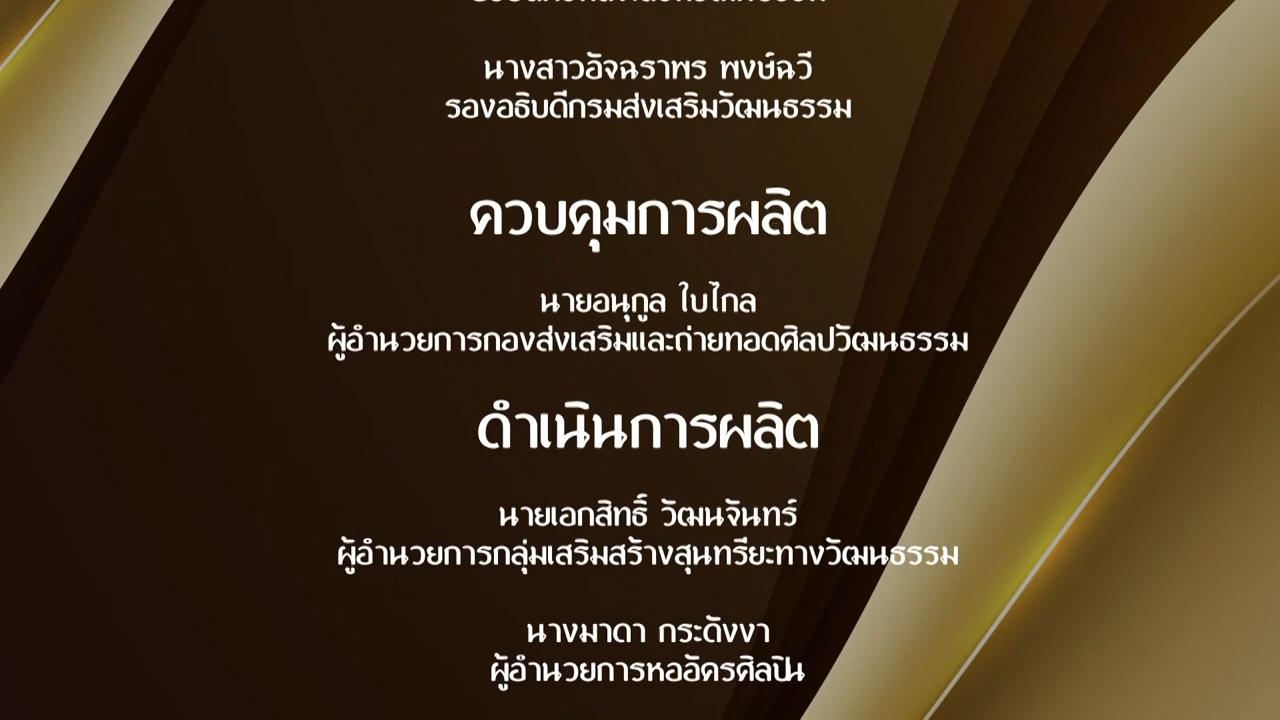 นางสาวอัจฉราพร พงษ์ฉวี
รองอธิบดีกรมส่งเสริมวัฒนธรรม
ควบคุมการผลิต
นายอนุกูล ใบไกล
ผู้อำนวยการกองส่งเสริมและถ่ายทอดศิลปวัฒนธรรม
ดำเนินการผลิต
นายเอกสิทธิ์ วัฒนจันทร์
ผู้อำนวยการกลุ่มเสริมสร้างสุนทรียะทางวัฒนธรรม
นางมาดา กระดังงา
ผู้อำนวยการหออัครศิลปิน